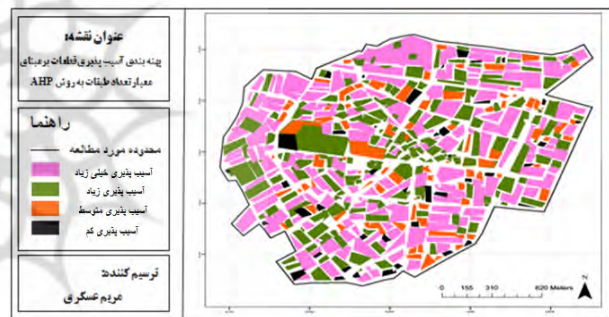 عنوان نقشه4:
پهنه بندی آسیب پذیری قطعات بر مبنای
معیار تعداد طبقات به روش AHP
راهنما
محدوده مورد مطالعه
آسیب پذیری خیلی زیاد
آسیب پذیری زیاد
آسیب پذیری متوسط
آسیب پذیری کم
ترسیم کننده:
مریم عسگری
0 155 310 620 Meters
N